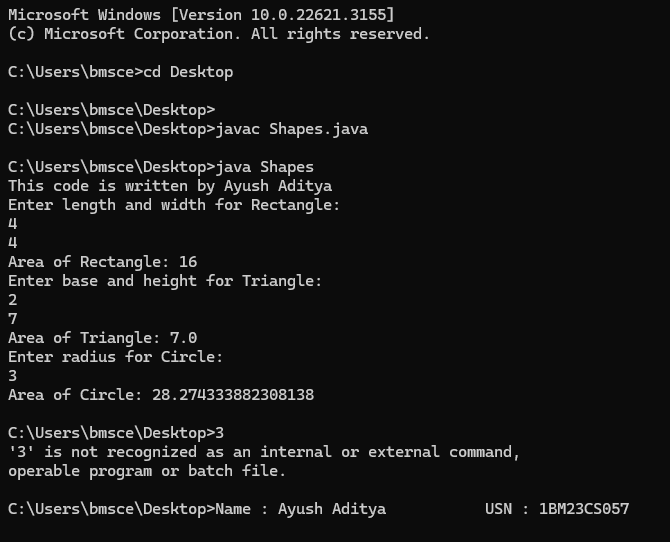 Microsoft Windows [Version 10.0.22621.3155]
(c) Microsoft Corporation. All rights reserved.
C:\Users\bmsce>cd Desktop
C:\Users\bmsce\Desktop>
C:\Users\bmsce\Desktop>javac Shapes.java
C:\Users\bmsce\Desktop>java Shapes
This code is written by Ayush Aditya
Enter length and width for Rectangle:
4
4
Area of Rectangle: 16
Enter base and height for Triangle:
2
7
Area of Triangle: 7.0
Enter radius for Circle:
3
Area of Circle: 28.274333882308138
C:\Users\bmsce\Desktop>3
'3' is not recognized as an internal or external command,
operable program or batch file.
C:\Users\bmsce\Desktop>Name : Ayush Aditya           USN : 1BM23CS057